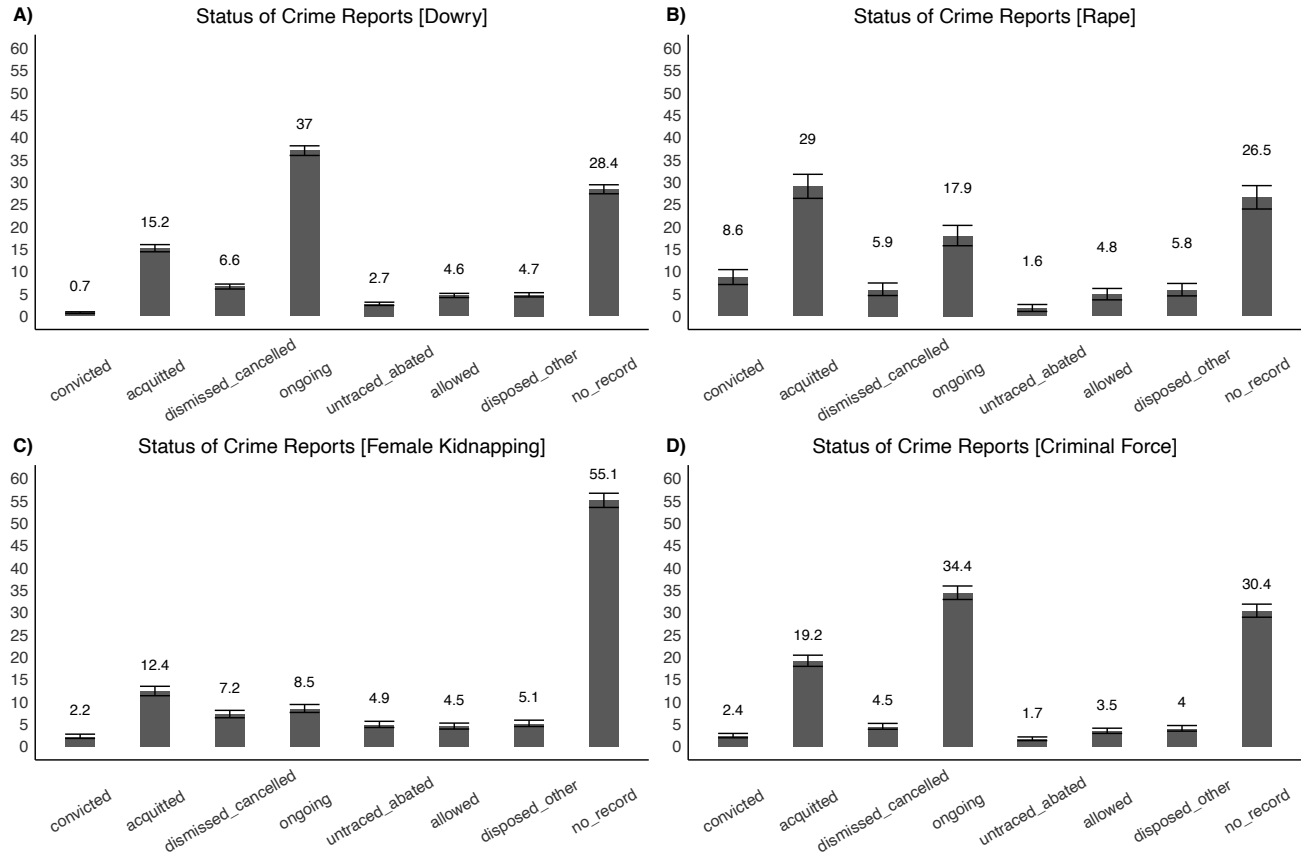 A)
Status of Crime Reports [Dowry]
60
55
50
45
40
35
30
25
20
15
10
5
0
0.7
15.2
6.6
37
2.7
4.6
4.7
28.4
convicted
acquitted
dismissed_cancelled
ongoing
untraced_abated
allowed
disposed_other
no_record
B)
Status of Crime Reports [Rape]
60
55
50
45
40
35
30
25
20
15
10
5
0
8.6
29
5.9
17.9
1.6
4.8
5.8
26.5
convicted
acquitted
dismissed_cancelled
ongoing
untraced_abated
allowed
disposed_other
no_record
C)
Status of Crime Reports [Female Kidnapping]
60
55
50
45
40
35
30
25
20
15
10
5
0
2.2
12.4
7.2
8.5
4.9
4.5
5.1
55.1
convicted
acquitted
dismissed_cancelled
ongoing
untraced_abated
allowed
disposed_other
no_record
D)
Status of Crime Reports [Criminal Force]
60
55
50
45
40
35
30
25
20
15
10
5
0
2.4
19.2
4.5
34.4
1.7
3.5
4
30.4
convicted
acquitted
dismissed_cancelled
ongoing
untraced_abated
allowed
disposed_other
no_record